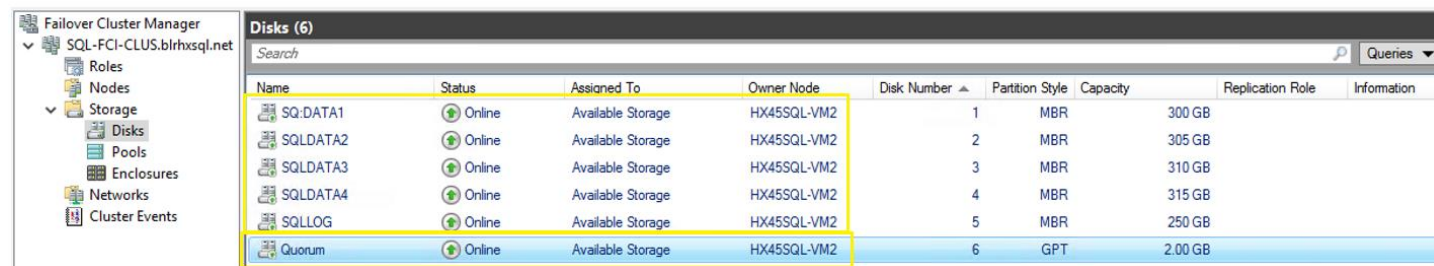 Failover Cluster Manager
SQL-FCI-CLUS.blrhxsql.net
Roles
Nodes
Storage
Disks
Pools
Enclosures
Networks
Cluster Events
Disks (6)
Search Queries
Name Status Assigned To Owner Node Disk Number Partition Style Capacity Replication Role Information
SQ:DATA1 Online Available Storage HX45SQL-VM2 1 MBR 300 GB
SQLDATA2 Online Available Storage HX45SQL-VM2 2 MBR 305 GB
SQLDATA3 Online Available Storage HX45SQL-VM2 3 MBR 310 GB
SQLDATA4 Online Available Storage HX45SQL-VM2 4 MBR 315 GB
SQLLOG Online Available Storage HX45SQL-VM2 5 MBR 250 GB
Quorum Online Available Storage HX45SQL-VM2 6 GPT 2.00 GB